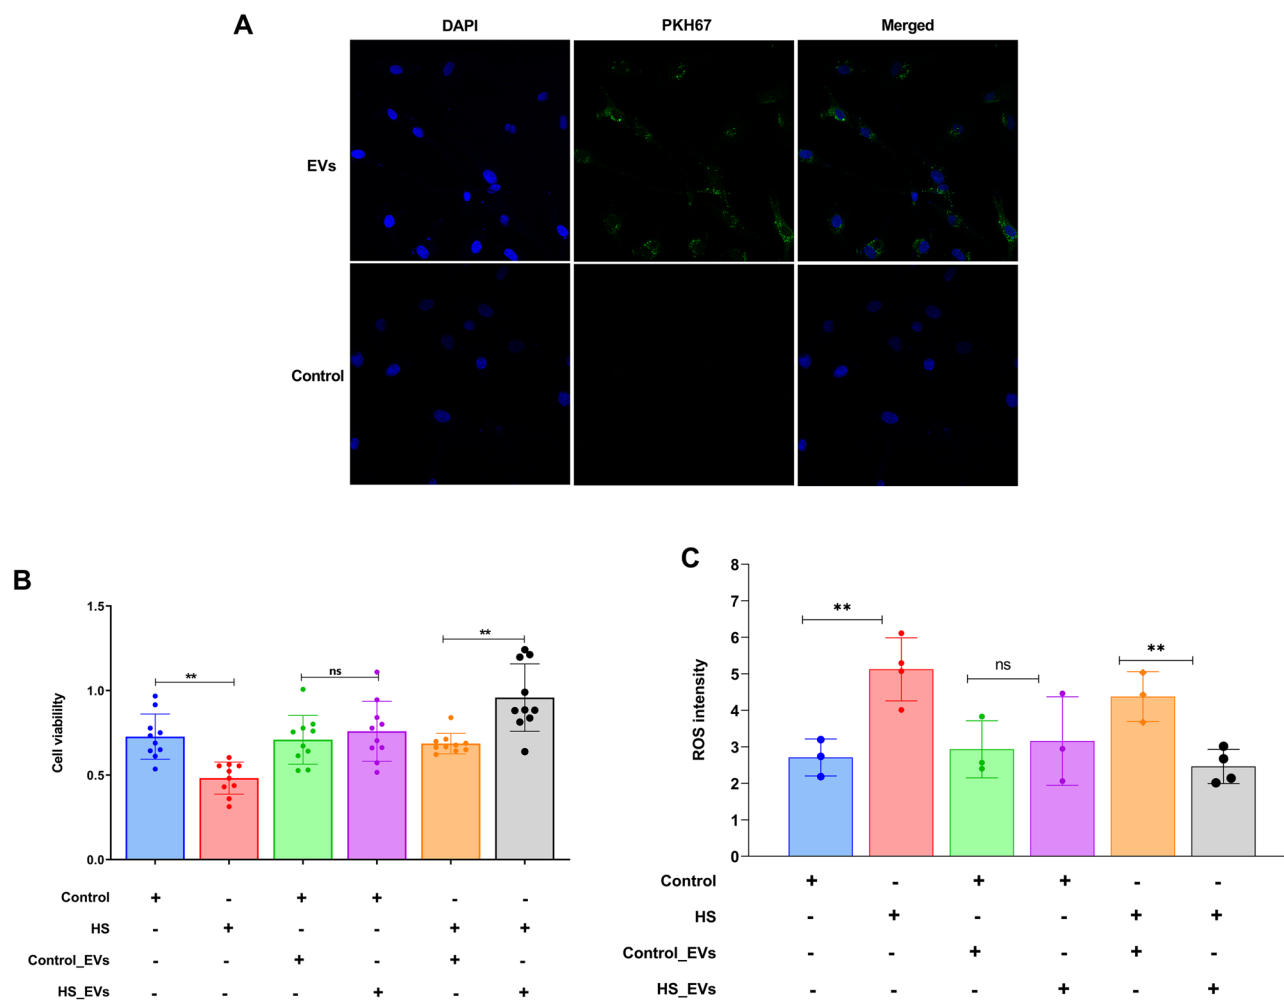 A
DAPI PKH67 Merged
EVs
Control
B
Cell viabilility
1.5
1.0
0.5
0.0
**
ns
**
Control + - + + - -
HS - + - - + +
Control_EVs - - + - + -
HS_EVs - - - + - +
C
ROS intensity
8
7
6
5
4
3
2
1
0
**
ns
**
Control + - + + - -
HS - + - - + +
Control_EVs - - + - + -
HS_EVs - - - + - +